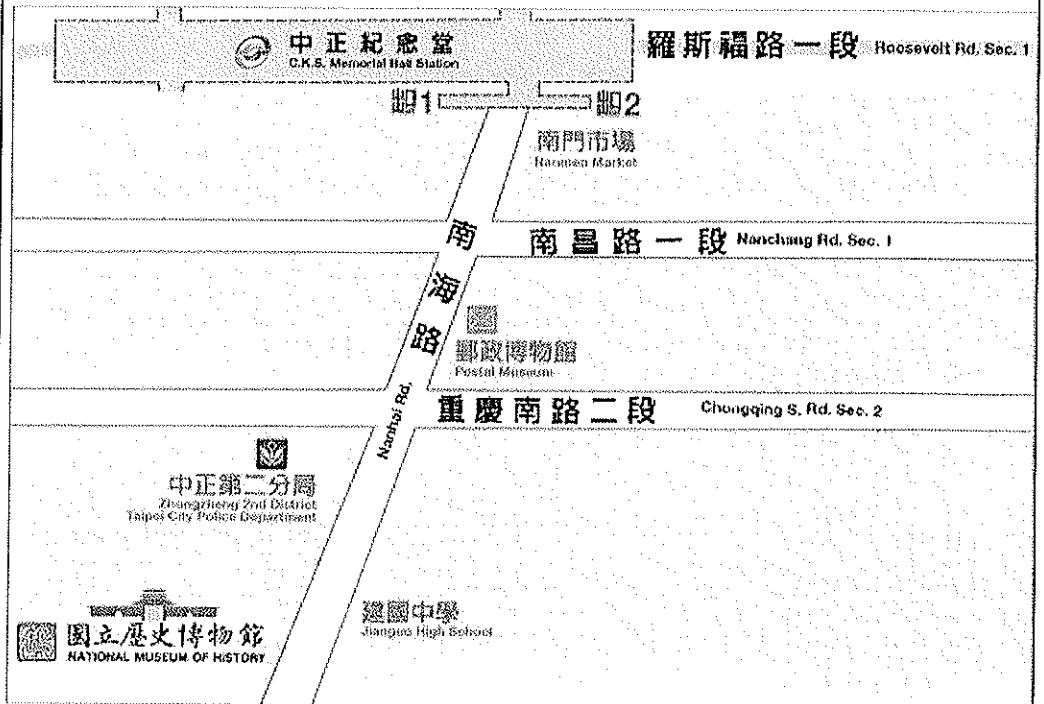 中正紀念堂
C.K.S. Memorial Hall Station
羅斯福路一段 Roosevelt Rd. Sec. 1
出口1
出口2
南門市場
Nanmen Market
南昌路一段 Nanchang Rd. Sec. 1
南海路
Nanhai Rd.
郵政博物館
Postal Museum
重慶南路二段 Chongqing S. Rd. Sec. 2
中正第二分局
Zhongzheng 2nd District
Taipei City Police Department
國立歷史博物館
NATIONAL MUSEUM OF HISTORY
建國中學
Jianguo High School